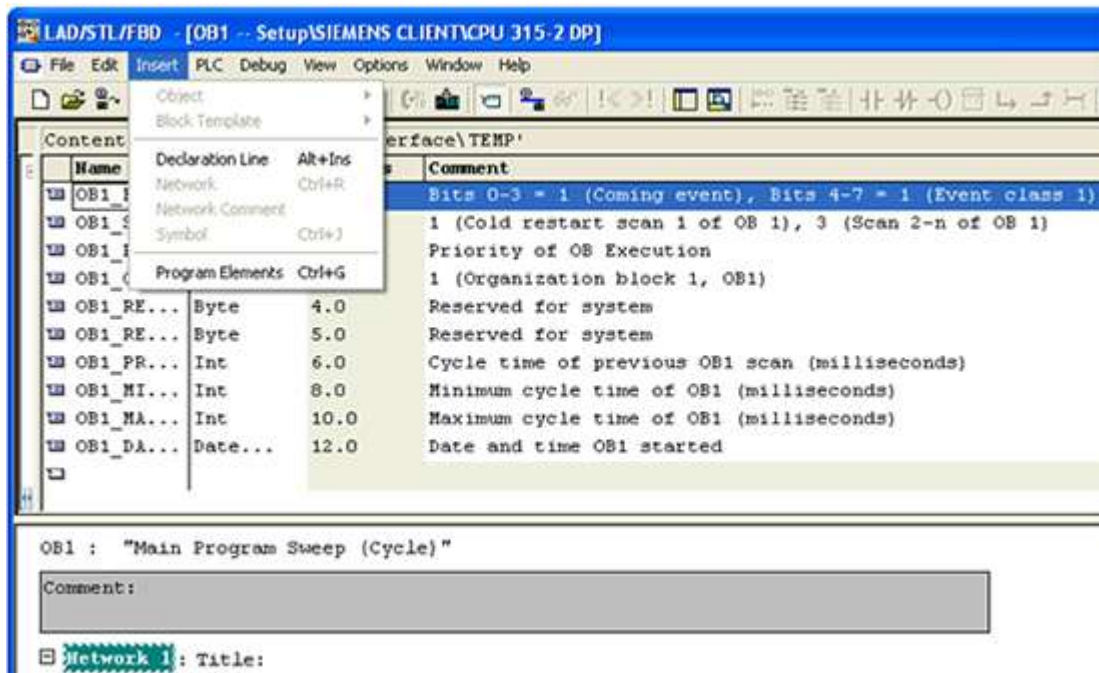 LAD/STL/FBD - [OB1 -- Setup\SIEMENS CLIENT\CPU 315-2 DP]
File Edit Insert PLC Debug View Options Window Help
Object
Block Template
Declaration Line Alt+Ins
Network Ctrl+R
Network Comment
Symbol Ctrl+J
Program Elements Ctrl+G
Content erface\TEMP'
Name Comment
OB1 Bits 0-3 = 1 (Coming event), Bits 4-7 = 1 (Event class 1)
OB1_S 1 (Cold restart scan 1 of OB 1), 3 (Scan 2-n of OB 1)
OB1 Priority of OB Execution
OB1 1 (Organization block 1, OB1)
OB1_RE... Byte 4.0 Reserved for system
OB1_RE... Byte 5.0 Reserved for system
OB1_PR... Int 6.0 Cycle time of previous OB1 scan (milliseconds)
OB1_MI... Int 8.0 Minimum cycle time of OB1 (milliseconds)
OB1_MA... Int 10.0 Maximum cycle time of OB1 (milliseconds)
OB1_DA... Date... 12.0 Date and time OB1 started
OB1 : "Main Program Sweep (Cycle)"
Comment:
Network 1: Title: